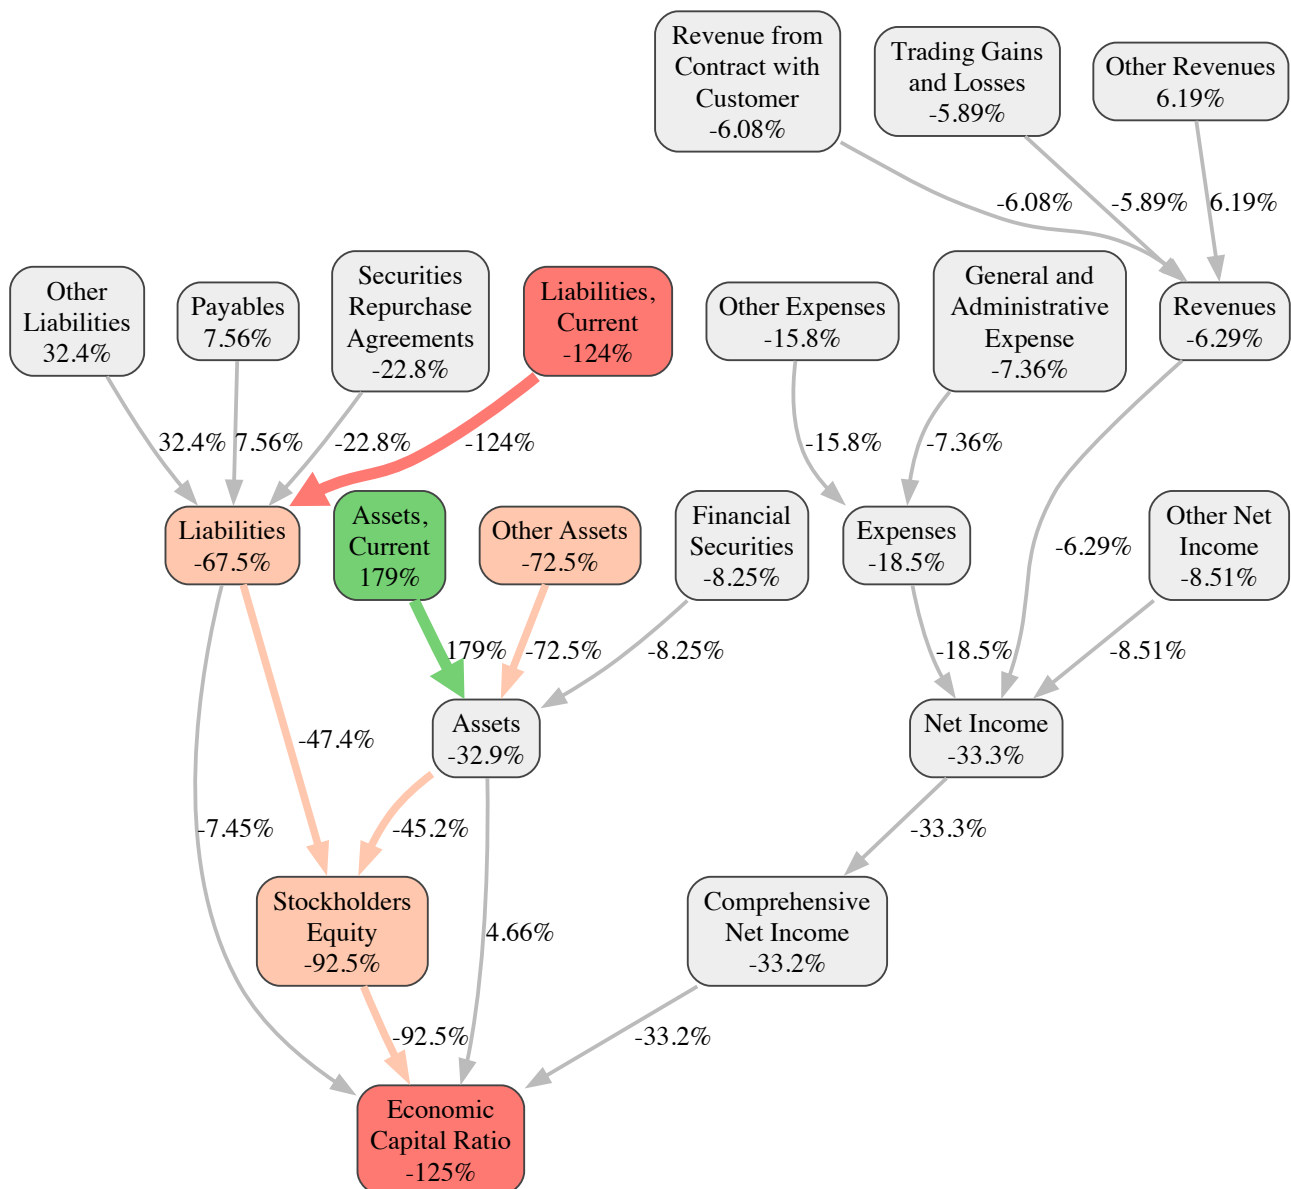 Revenue from
Contract with
Customer
-6.08%
Trading Gains
and Losses
-5.89%
Other Revenues
6.19%
-6.08%
-5.89%
6.19%
Other
Liabilities
32.4%
Payables
7.56%
Securities
Repurchase
Agreements
-22.8%
Liabilities,
Current
-124%
Other Expenses
-15.8%
General and
Administrative
Expense
-7.36%
Revenues
-6.29%
32.4%
7.56%
-22.8%
-124%
-15.8%
-7.36%
Liabilities
-67.5%
Assets,
Current
179%
Other Assets
-72.5%
Financial
Securities
-8.25%
Expenses
-18.5%
-6.29%
Other Net
Income
-8.51%
179%
-72.5%
-8.25%
-18.5%
-8.51%
-47.4%
Assets
-32.9%
Net Income
-33.3%
-7.45%
-45.2%
-33.3%
Stockholders
Equity
-92.5%
4.66%
Comprehensive
Net Income
-33.2%
-92.5%
-33.2%
Economic
Capital Ratio
-125%